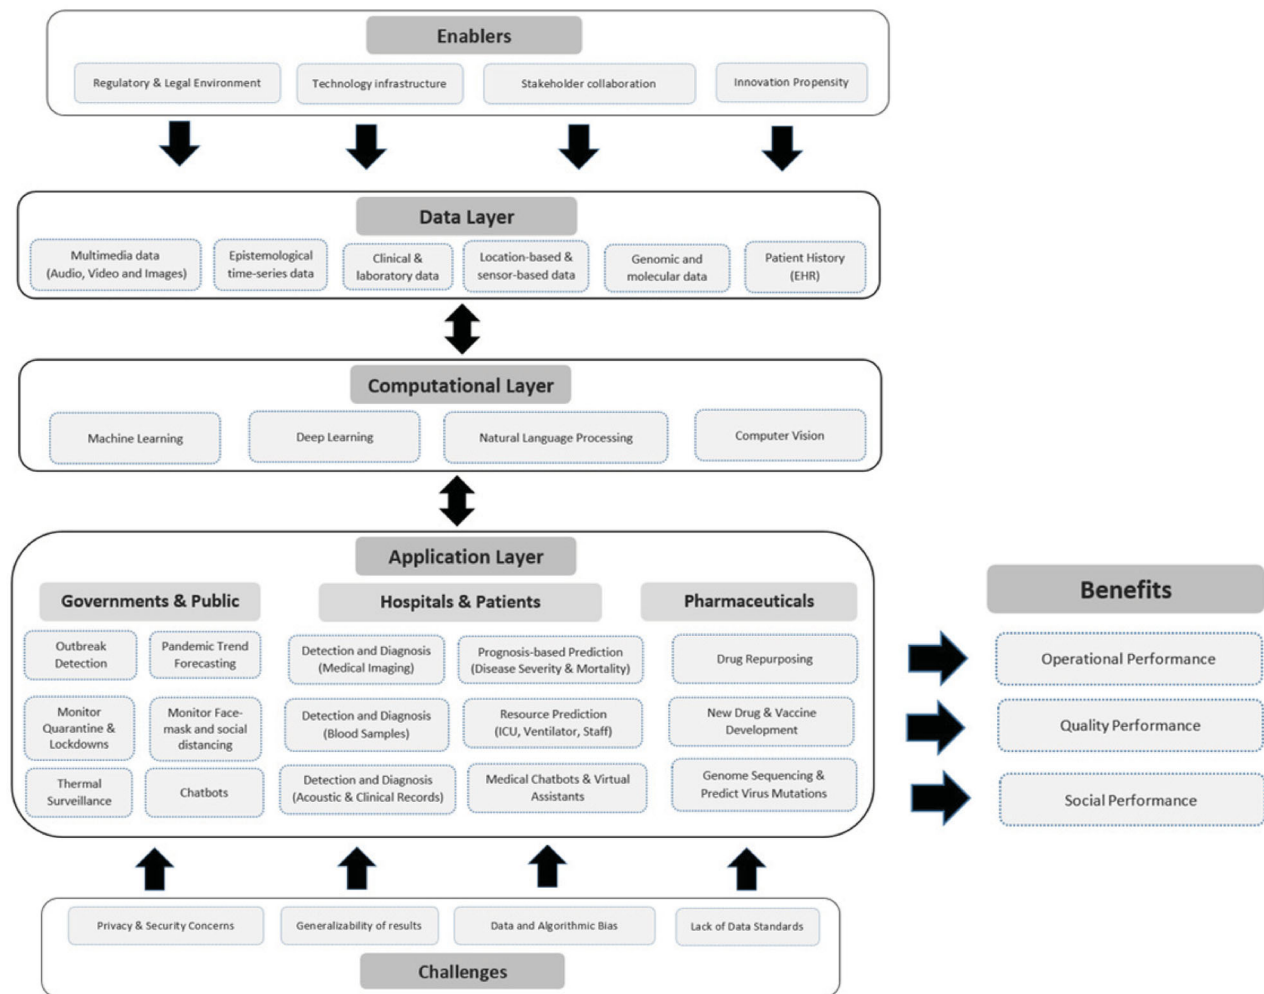 Enablers
Regulatory & Legal Environment
Technology infrastructure
Stakeholder collaboration
Innovation Propensity
Data Layer
Multimedia data
(Audio, Video and Images)
Epistemological
time-series data
Clinical &
laboratory data
Location-based &
sensor-based data
Genomic and
molecular data
Patient History
(EHR)
Computational Layer
Machine Learning
Deep Learning
Natural Language Processing
Computer Vision
Application Layer
Governments & Public
Outbreak
Detection
Pandemic Trend
Forecasting
Monitor
Quarantine &
Lockdowns
Monitor Face-
mask and social
distancing
Thermal
Surveillance
Chatbots
Hospitals & Patients
Detection and Diagnosis
(Medical Imaging)
Prognosis-based Prediction
(Disease Severity & Mortality)
Detection and Diagnosis
(Blood Samples)
Resource Prediction
(ICU, Ventilator, Staff)
Detection and Diagnosis
(Acoustic & Clinical Records)
Medical Chatbots & Virtual
Assistants
Pharmaceuticals
Drug Repurposing
New Drug & Vaccine
Development
Genome Sequencing &
Predict Virus Mutations
Benefits
Operational Performance
Quality Performance
Social Performance
Privacy & Security Concerns
Generalizability of results
Data and Algorithmic Bias
Lack of Data Standards
Challenges